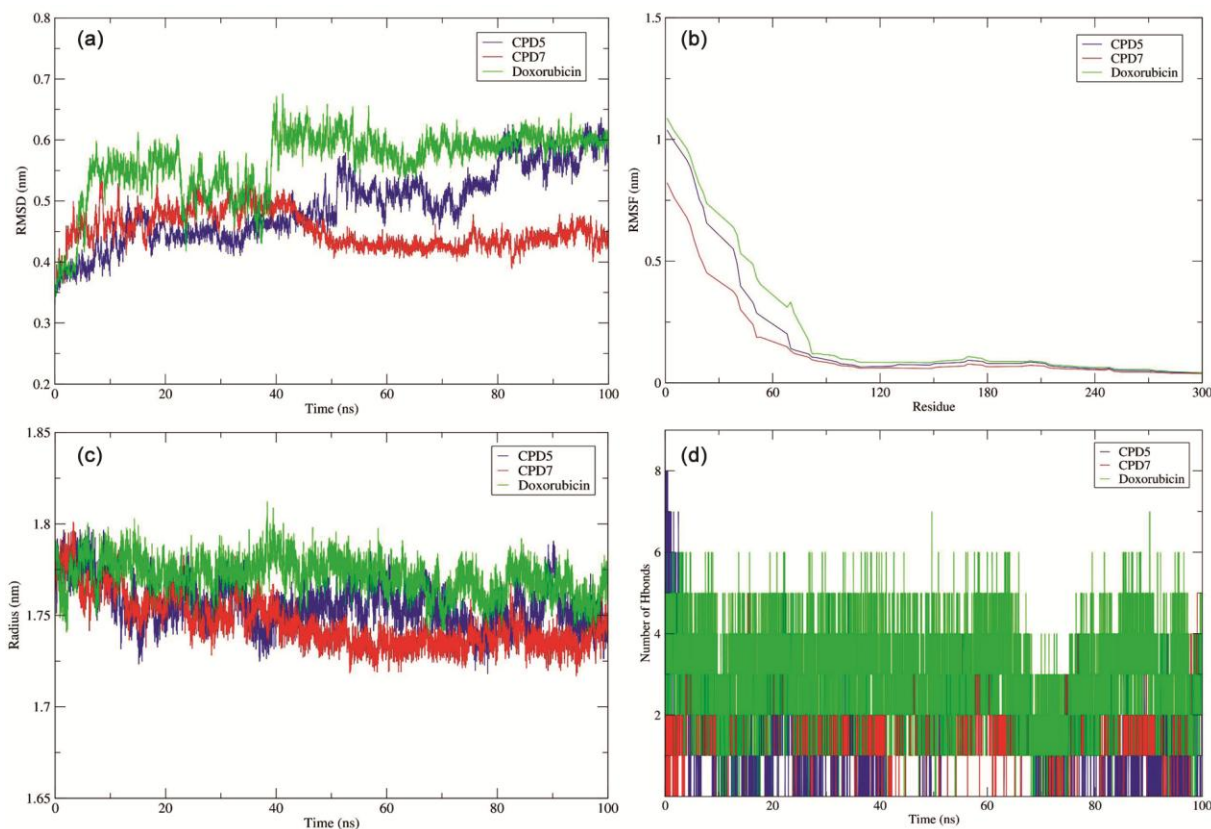 (a)
CPD5
CPD7
Doxorubicin
0.8
0.7
0.6
0.5
0.4
0.3
0.2
RMSD (nm)
0
20
40
60
80
100
Time (ns)
(b)
CPD5
CPD7
Doxorubicin
1.5
1
0.5
0
RMSF (nm)
0
60
120
180
240
300
Residue
(c)
CPD5
CPD7
Doxorubicin
1.85
1.8
1.75
1.7
1.65
Radius (nm)
0
20
40
60
80
100
Time (ns)
(d)
CPD5
CPD7
Doxorubicin
8
6
4
2
Number of Hbonds
0
20
40
60
80
100
Time (ns)